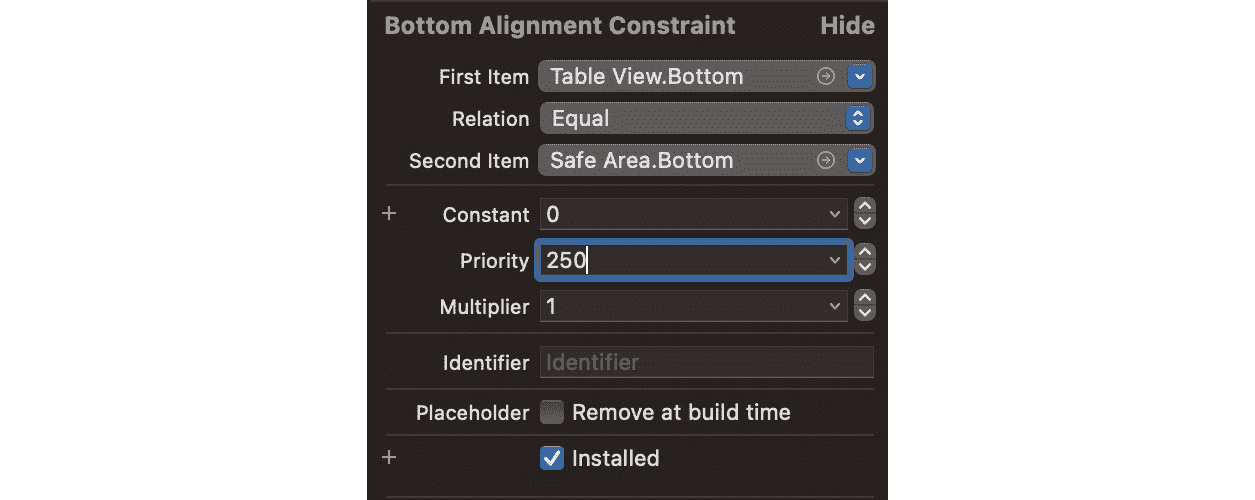 Bottom Alignment Constraint Hide
First Item Table View.Bottom
Relation Equal
Second Item Safe Area.Bottom
Constant 0
Priority 250
Multiplier 1
Identifier Identifier
Placeholder Remove at build time
Installed